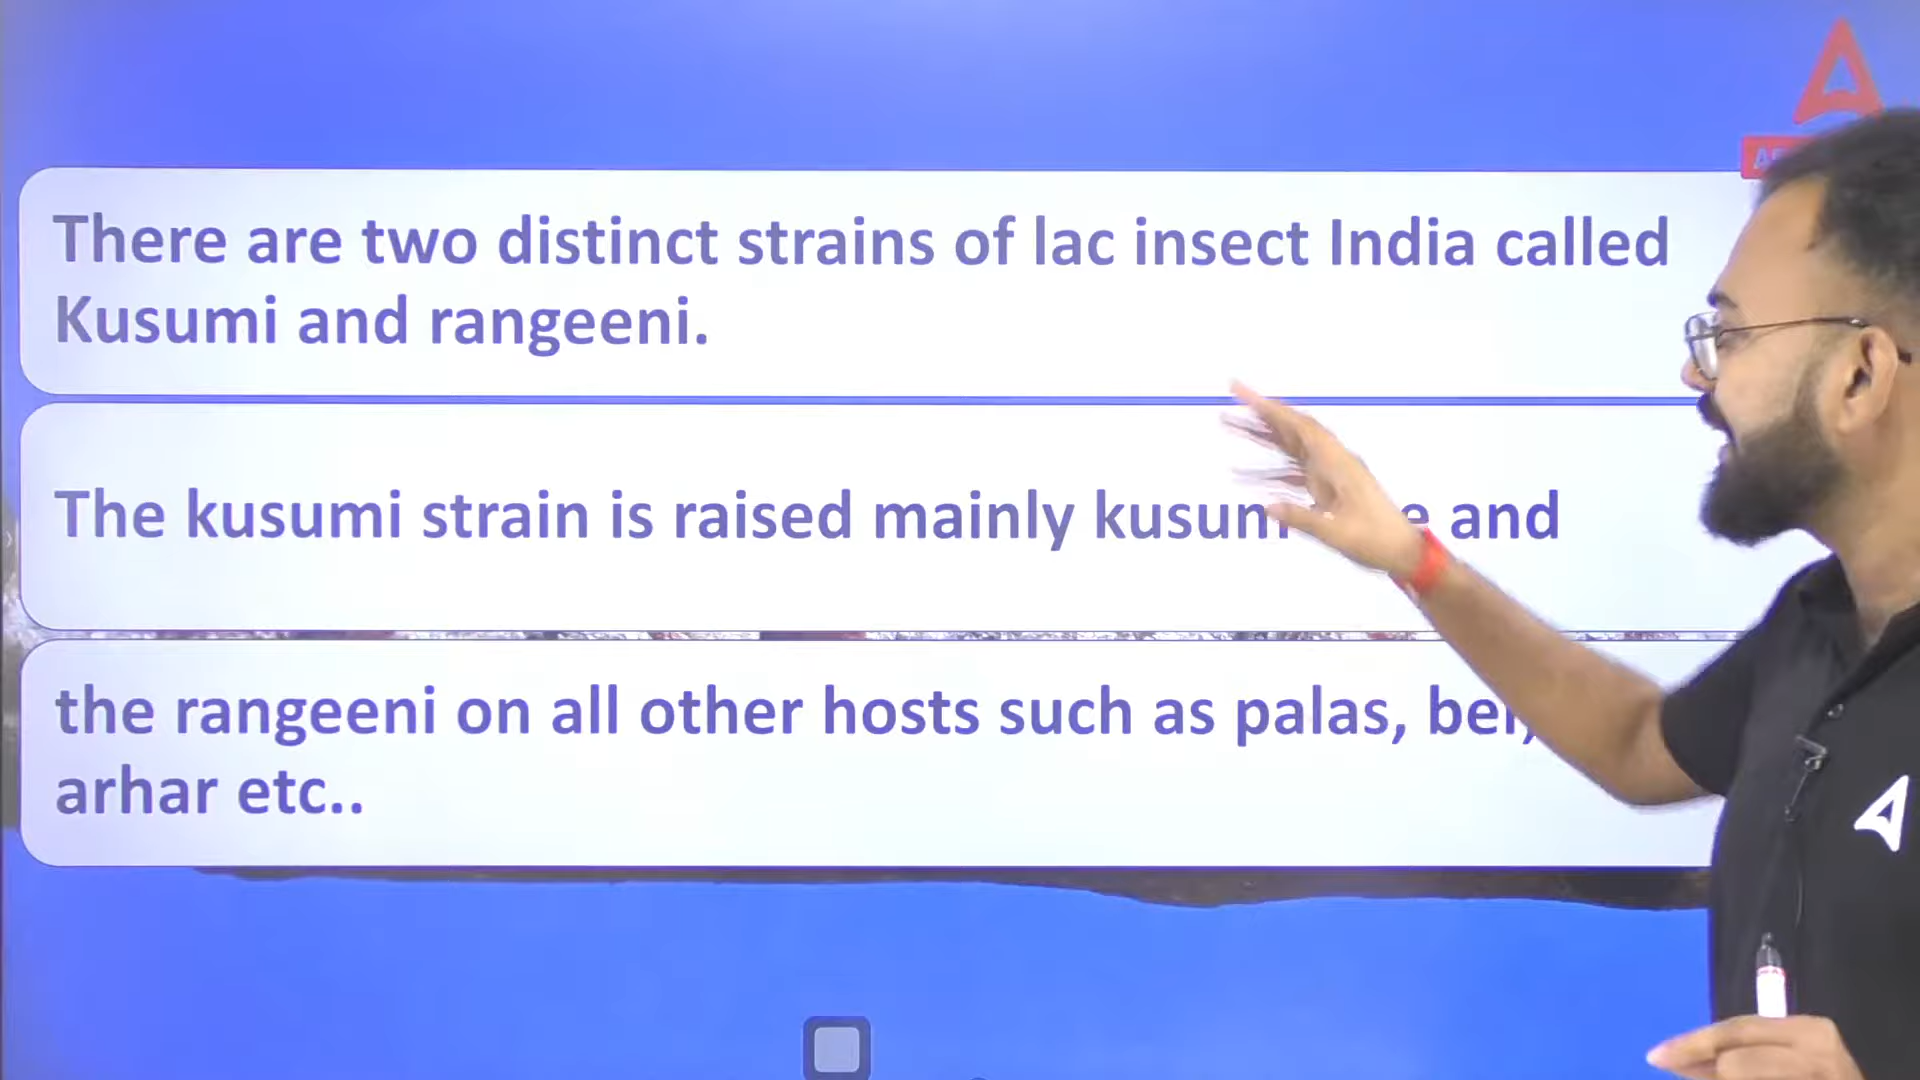 There are two distinct strains of lac insect India called
Kusumi and rangeeni.
The kusumi strain is raised mainly and
the rangeeni on all other hosts such as palas,
arhar etc..